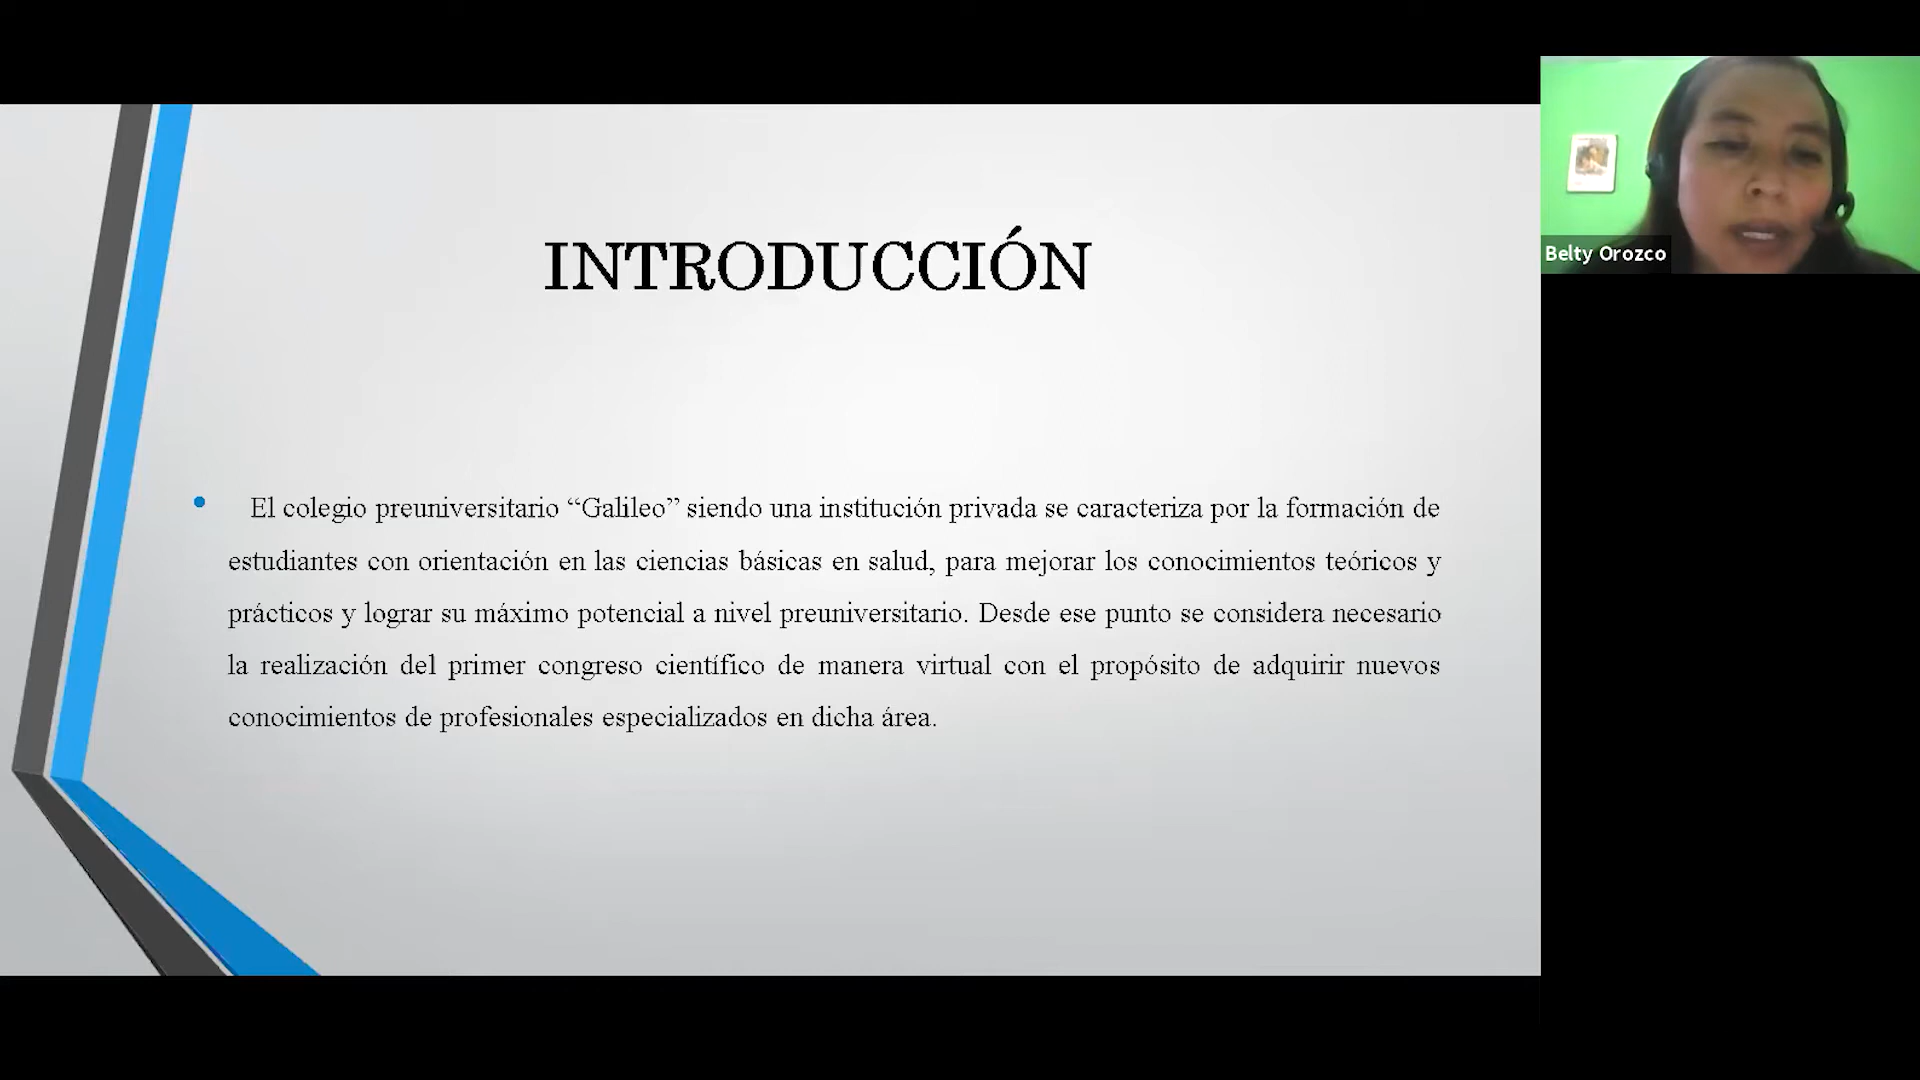 INTRODUCCIÓN
El colegio preuniversitario “Galileo” siendo una institución privada se caracteriza por la formación de
estudiantes con orientación en las ciencias básicas en salud, para mejorar los conocimientos teóricos y
prácticos y lograr su máximo potencial a nivel preuniversitario. Desde ese punto se considera necesario
la realización del primer congreso científico de manera virtual con el propósito de adquirir nuevos
conocimientos de profesionales especializados en dicha área.
Belty Orozco